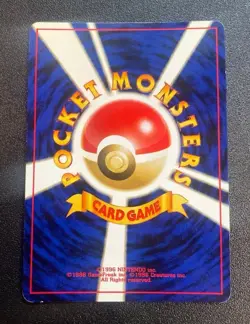 POCKET MONSTERS
CARD GAME
©1996 NINTENDO
©1996 GameFreak inc. ©1996 Creatures inc.
All Rights Reserved.